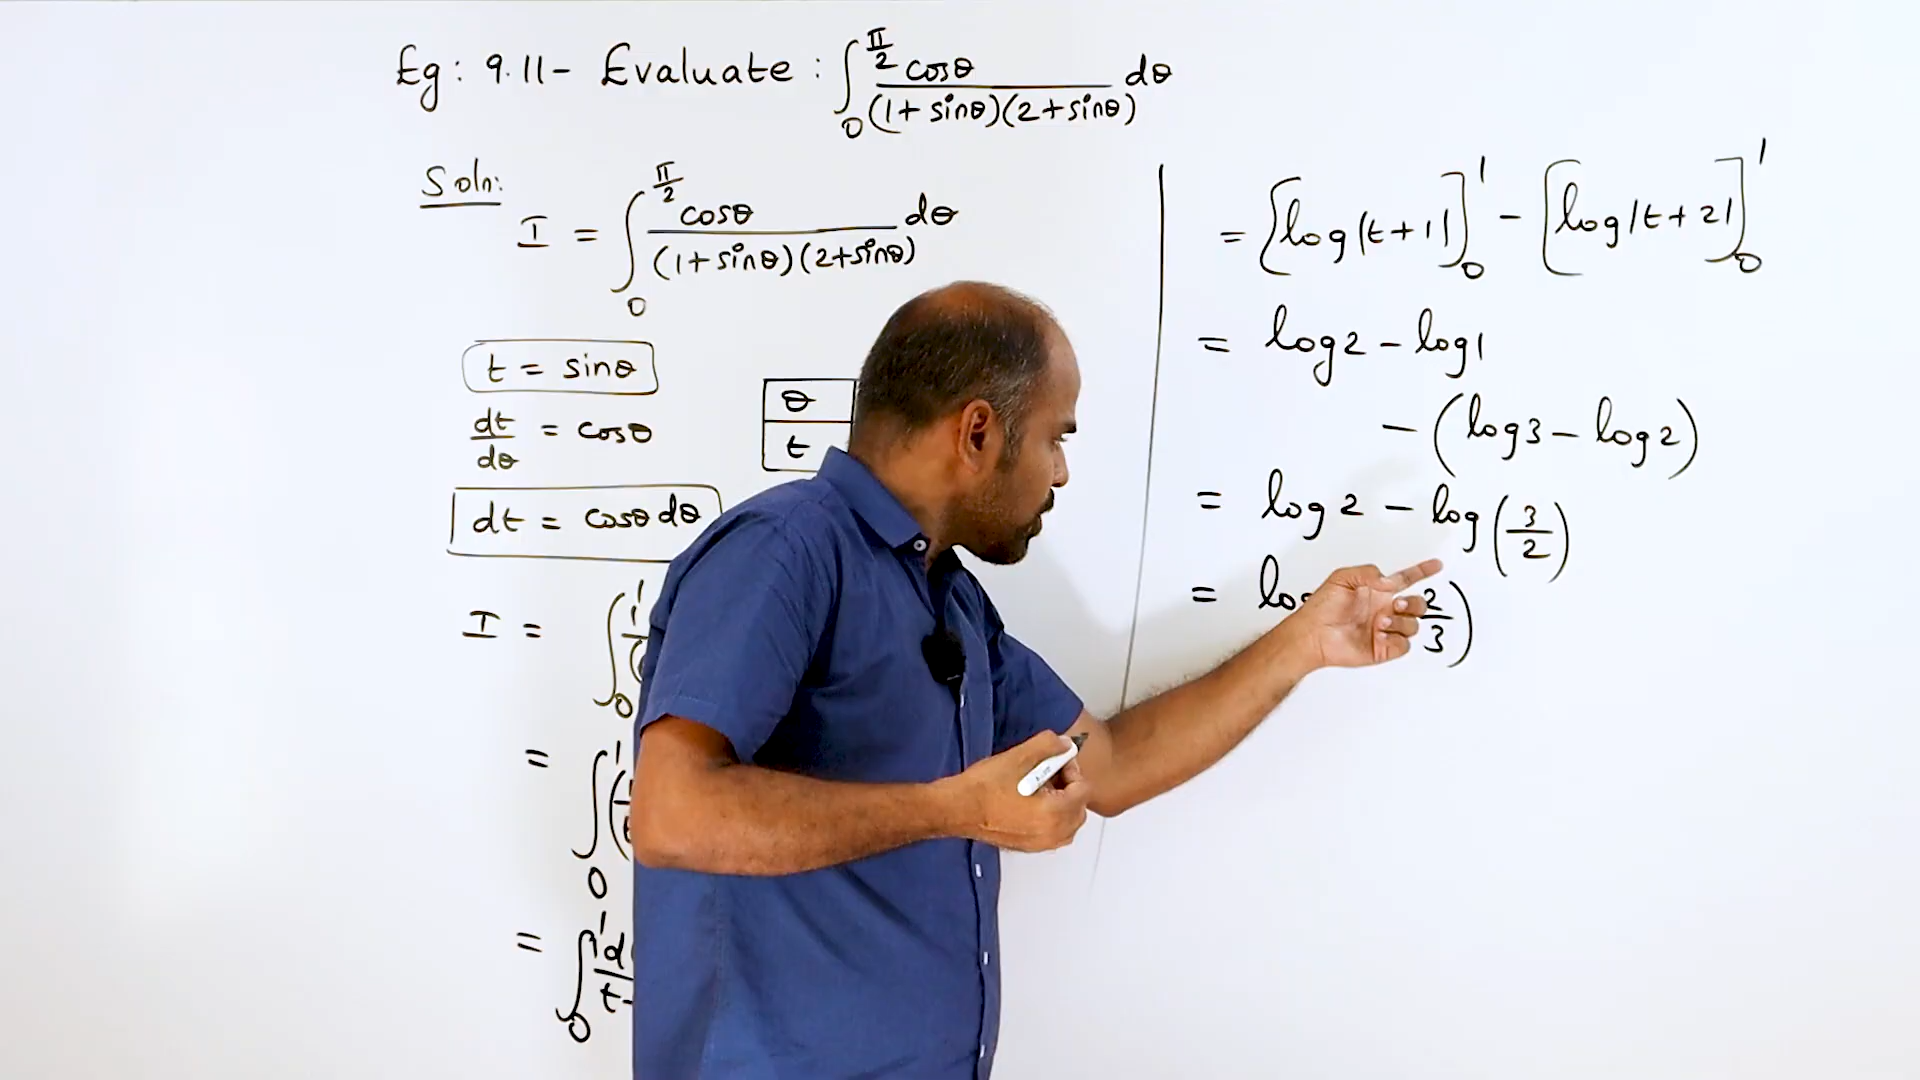 Eg: 9.11- Evaluate : ∫₀^(π/2) cosθ / (1+ sinθ)(2+sinθ) dθ
Soln:
I = ∫₀^(π/2) cosθ / (1+sinθ)(2+sinθ) dθ
t = sinθ
dt/dθ = cosθ
θ
t
dt = cosθ dθ
I =
=
=
= [log|t+1|]₀¹ - [log|t+2|]₀¹
= log2 - log1
- (log3 - log2)
= log2 - log(3/2)
= 2/3)